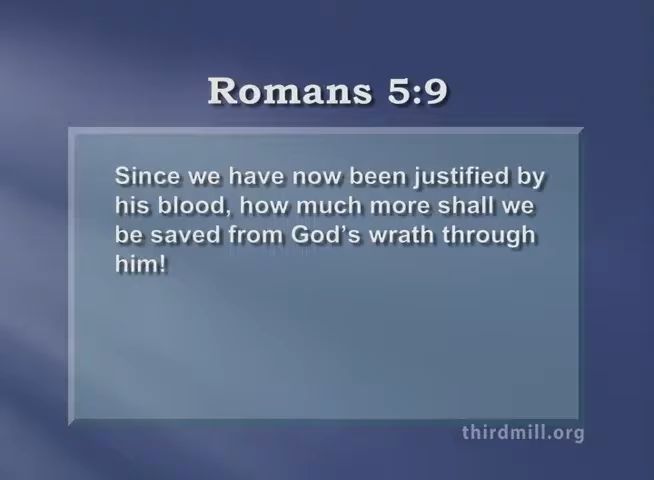 Romans 5:9
Since we have now been justified by
his blood, how much more shall we
be saved from God's wrath through
him!
thirdmill.org